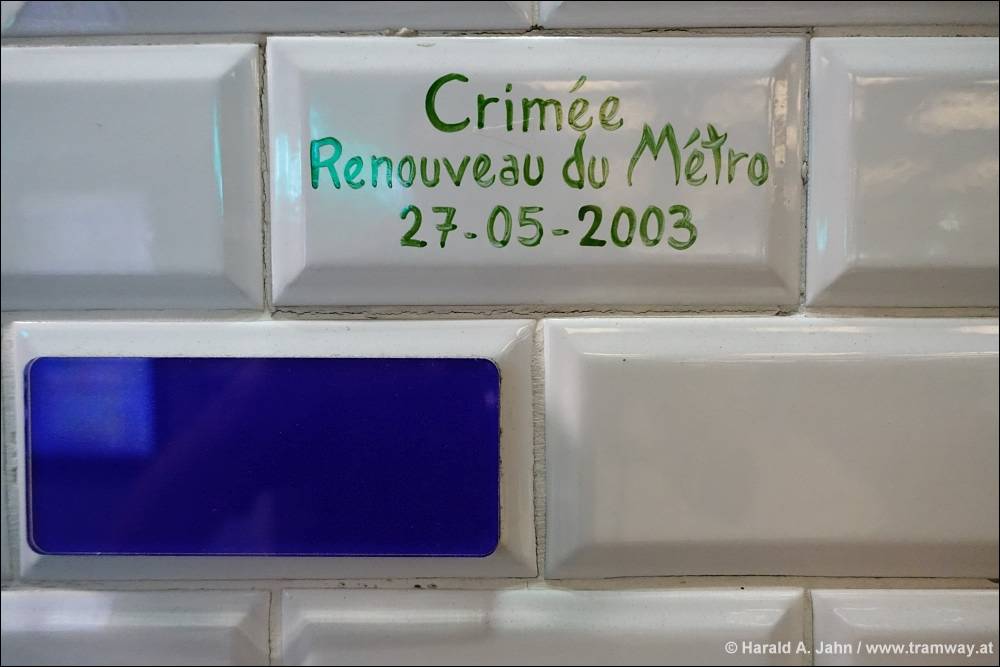 Crimée
Renouveau du Métro
27-05-2003
© Harald A. Jahn / www.tramway.at